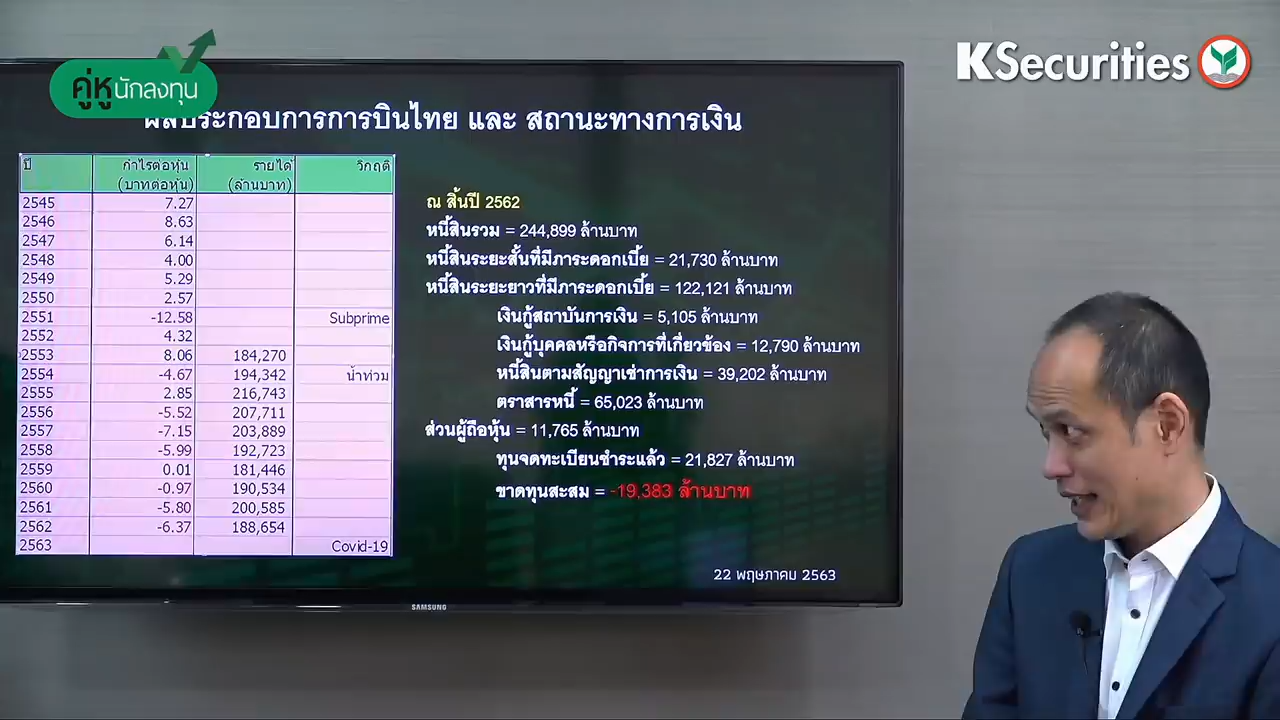 คู่หูนักลงทุน
KSecurities
ผลประกอบการการบินไทย และ สถานะทางการเงิน
ปี กำไรต่อหุ้น (บาทต่อหุ้น) รายได้ (ล้านบาท) วิกฤติ
2545 7.27
2546 8.63
2547 6.14
2548 4.00
2549 5.29
2550 2.57
2551 -12.58 Subprime
2552 4.32
2553 8.06 184,270
2554 -4.67 194,342 น้ำท่วม
2555 2.85 216,743
2556 -5.52 207,711
2557 -7.15 203,889
2558 -5.99 192,723
2559 0.01 181,446
2560 -0.97 190,534
2561 -5.80 200,585
2562 -6.37 188,654
2563 Covid-19
ณ สิ้นปี 2562
หนี้สินรวม = 244,899 ล้านบาท
หนี้สินระยะสั้นที่มีภาระดอกเบี้ย = 21,730 ล้านบาท
หนี้สินระยะยาวที่มีภาระดอกเบี้ย = 122,121 ล้านบาท
เงินกู้สถาบันการเงิน = 5,105 ล้านบาท
เงินกู้บุคคลหรือกิจการที่เกี่ยวข้อง = 12,790 ล้านบาท
หนี้สินตามสัญญาเช่าการเงิน = 39,202 ล้านบาท
ตราสารหนี้ = 65,023 ล้านบาท
ส่วนผู้ถือหุ้น = 11,765 ล้านบาท
ทุนจดทะเบียนชำระแล้ว = 21,827 ล้านบาท
ขาดทุนสะสม = -19,383 ล้านบาท
22 พฤษภาคม 2563
SAMSUNG